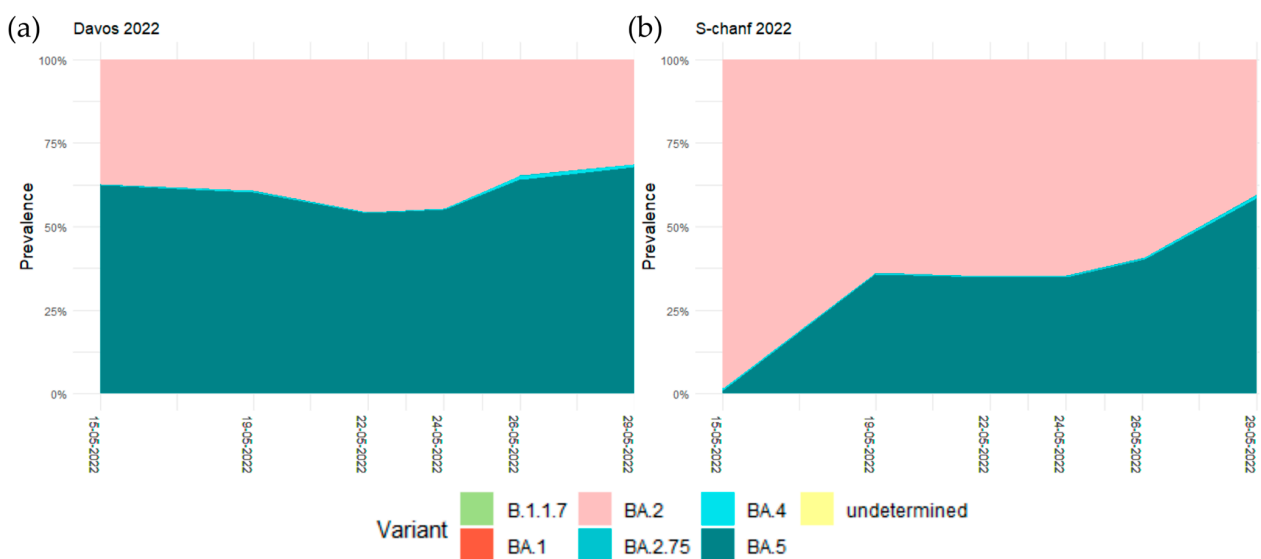 (a)
Davos 2022
100%
75%
50%
25%
0%
Prevalence
15-05-2022
19-05-2022
22-05-2022
24-05-2022
26-05-2022
29-05-2022
(b)
S-chanf 2022
100%
75%
50%
25%
0%
Prevalence
15-05-2022
19-05-2022
22-05-2022
24-05-2022
26-05-2022
29-05-2022
Variant
B.1.1.7
BA.2
BA.4
undetermined
BA.1
BA.2.75
BA.5